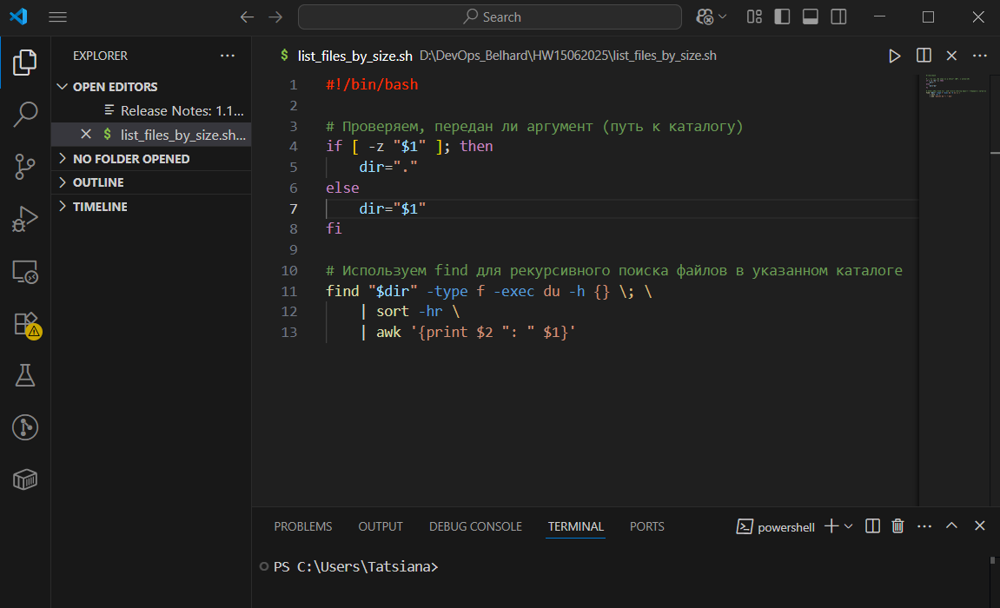 Search
EXPLORER
OPEN EDITORS
Release Notes: 1.1...
$ list_files_by_size.sh...
NO FOLDER OPENED
OUTLINE
TIMELINE
$ list_files_by_size.sh D:\DevOps_Belhard\HW15062025\list_files_by_size.sh
1 #!/bin/bash
2
3 # Проверяем, передан ли аргумент (путь к каталогу)
4 if [ -z "$1" ]; then
5     dir="."
6 else
7     dir="$1"
8 fi
9
10 # Используем find для рекурсивного поиска файлов в указанном каталоге
11 find "$dir" -type f -exec du -h {} \; \
12     | sort -hr \
13     | awk '{print $2 ": " $1}'
PROBLEMS OUTPUT DEBUG CONSOLE TERMINAL PORTS powershell
PS C:\Users\Tatsiana>